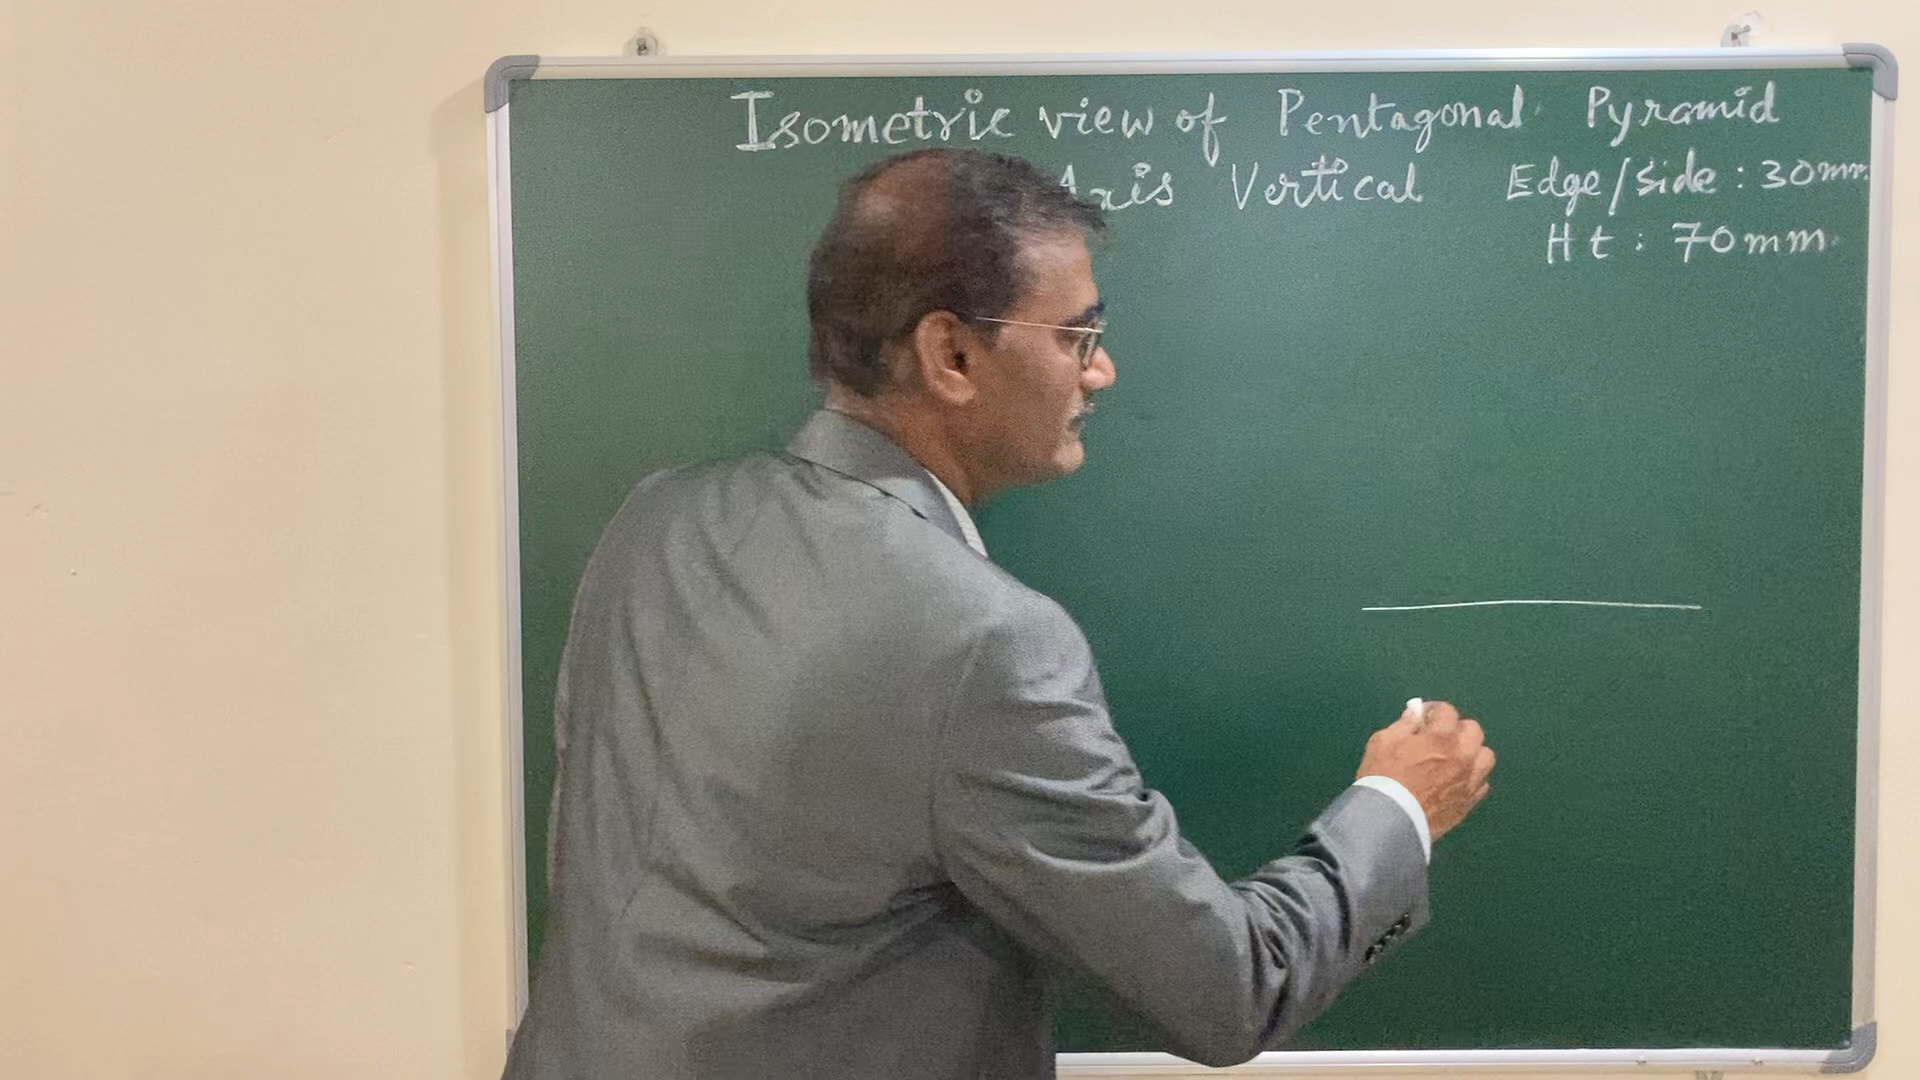 Isometric view of Pentagonal Pyramid
Axis Vertical Edge/side : 30mm.
Ht : 70mm.